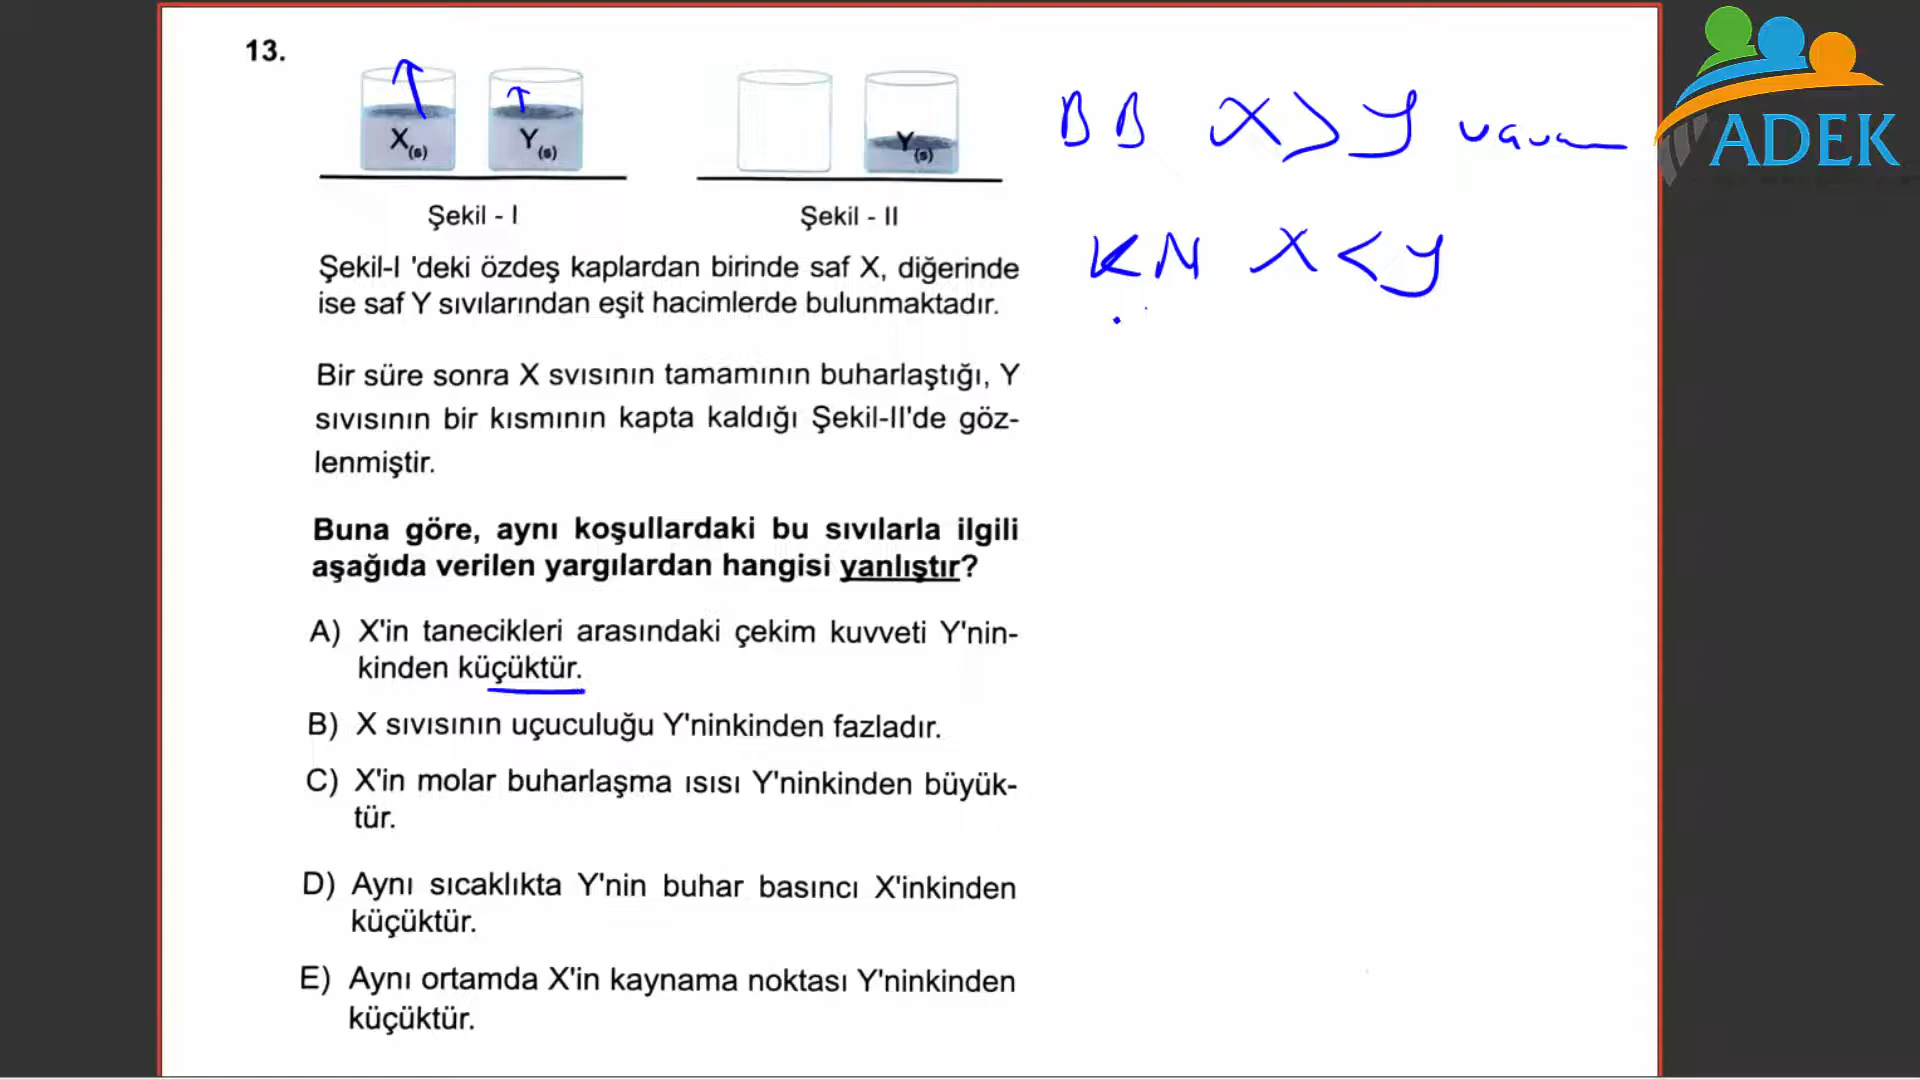 13.
X(s)
Y(s)
Y(s)
Şekil - I
Şekil - II
Şekil-I 'deki özdeş kaplardan birinde saf X, diğerinde
ise saf Y sıvılarından eşit hacimlerde bulunmaktadır.
Bir süre sonra X svısının tamamının buharlaştığı, Y
sıvısının bir kısmının kapta kaldığı Şekil-II'de göz-
lenmiştir.
Buna göre, aynı koşullardaki bu sıvılarla ilgili
aşağıda verilen yargılardan hangisi yanlıştır?
A) X'in tanecikleri arasındaki çekim kuvveti Y'nin-
kinden küçüktür.
B) X sıvısının uçuculuğu Y'ninkinden fazladır.
C) X'in molar buharlaşma ısısı Y'ninkinden büyük-
tür.
D) Aynı sıcaklıkta Y'nin buhar basıncı X'inkinden
küçüktür.
E) Aynı ortamda X'in kaynama noktası Y'ninkinden
küçüktür.
BB X > Y
KN X < Y
ADEK